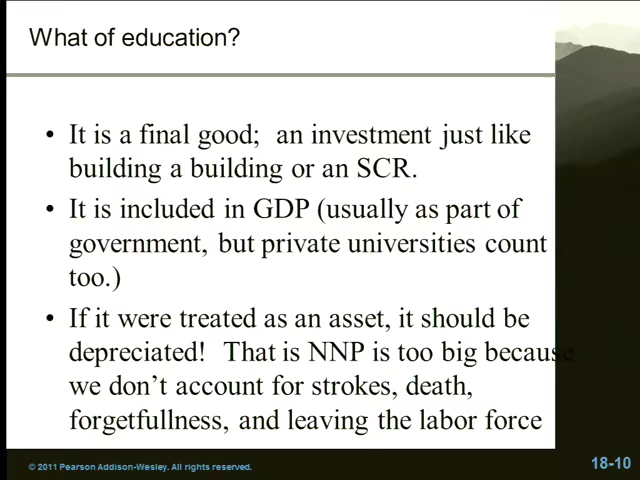 What of education?
• It is a final good;  an investment just like
building a building or an SCR.
• It is included in GDP (usually as part of
government, but private universities count
too.)
• If it were treated as an asset, it should be
depreciated!  That is NNP is too big because
we don't account for strokes, death,
forgetfullness, and leaving the labor force
© 2011 Pearson Addison-Wesley. All rights reserved.
18-10